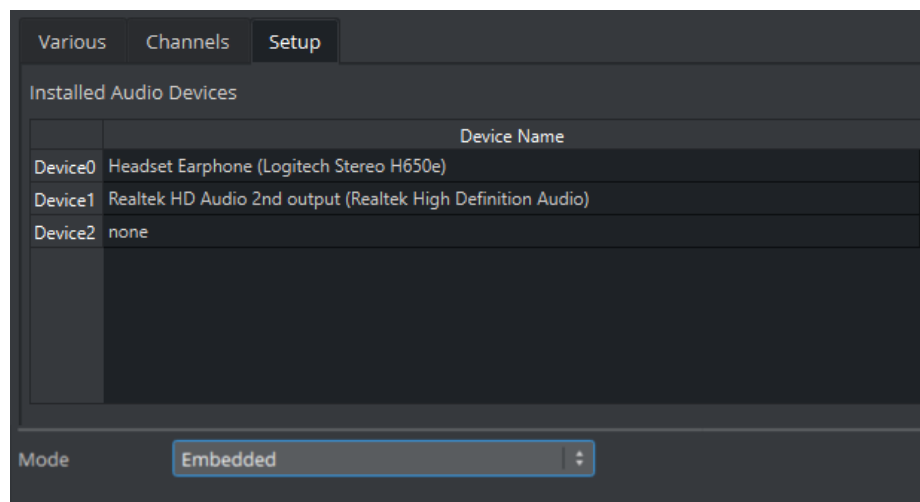 Various Channels Setup
Installed Audio Devices
Device Name
Device0 Headset Earphone (Logitech Stereo H650e)
Device1 Realtek HD Audio 2nd output (Realtek High Definition Audio)
Device2 none
Mode Embedded